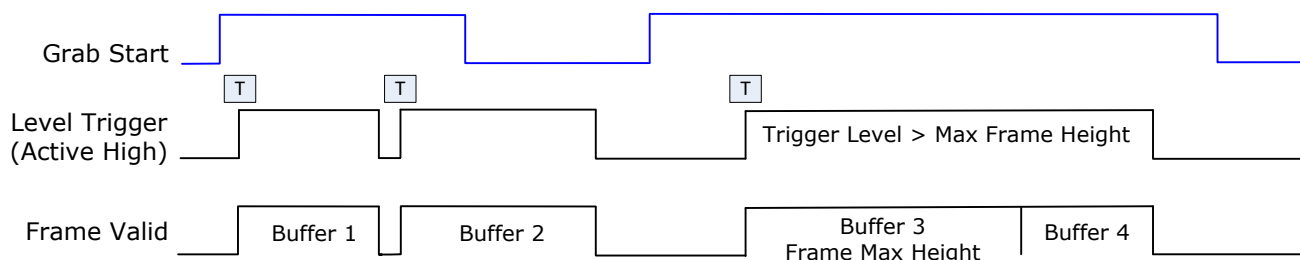 Grab Start
T T T
Level Trigger
(Active High)
Trigger Level > Max Frame Height
Frame Valid
Buffer 1
Buffer 2
Buffer 3
Frame Max Height
Buffer 4